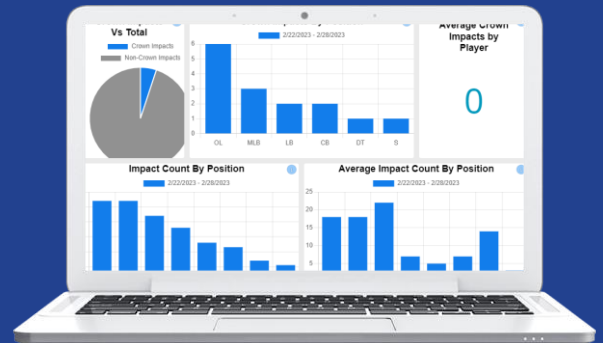 Vs Total
Crown Impacts
Non-Crown Impacts
2/22/2023 - 2/28/2023
6
5
4
3
2
1
0
OL
MLB
LB
CB
DT
S
Average Crown
Impacts by
Player
0
Impact Count By Position
2/22/2023 - 2/28/2023
Average Impact Count By Position
2/22/2023 - 2/28/2023
25
20
15
10
5